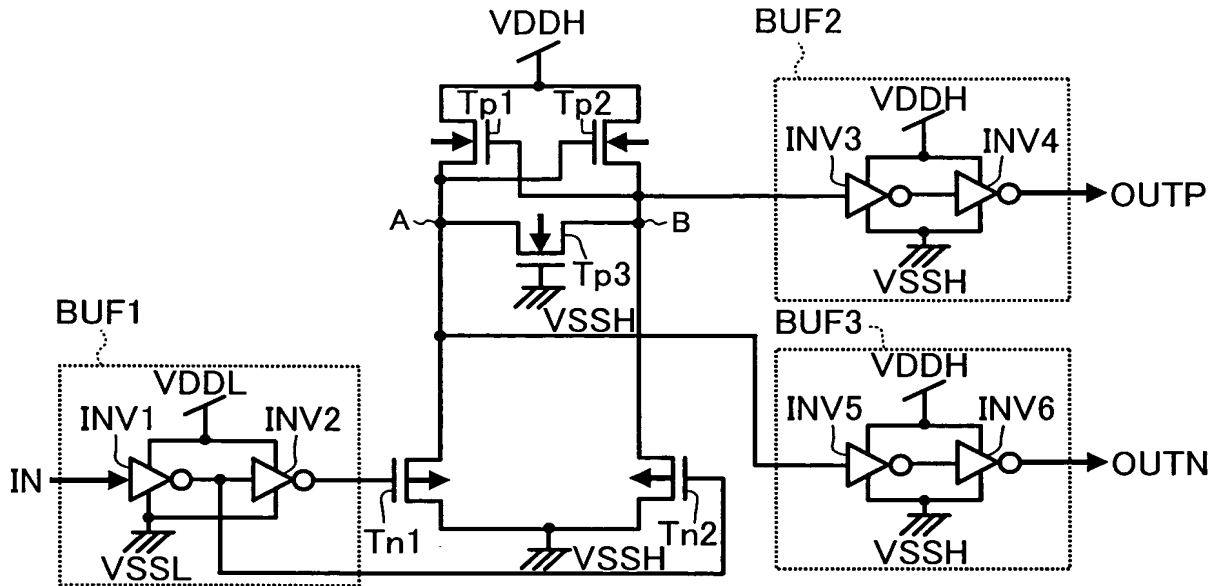 VDDH
BUF2
Tp1
Tp2
VDDH
INV3
INV4
OUTP
A
B
Tp3
VSSH
VSSH
BUF1
BUF3
VDDL
VDDH
INV1
INV2
INV5
INV6
IN
OUTN
Tn1
Tn2
VSSL
VSSH
VSSH